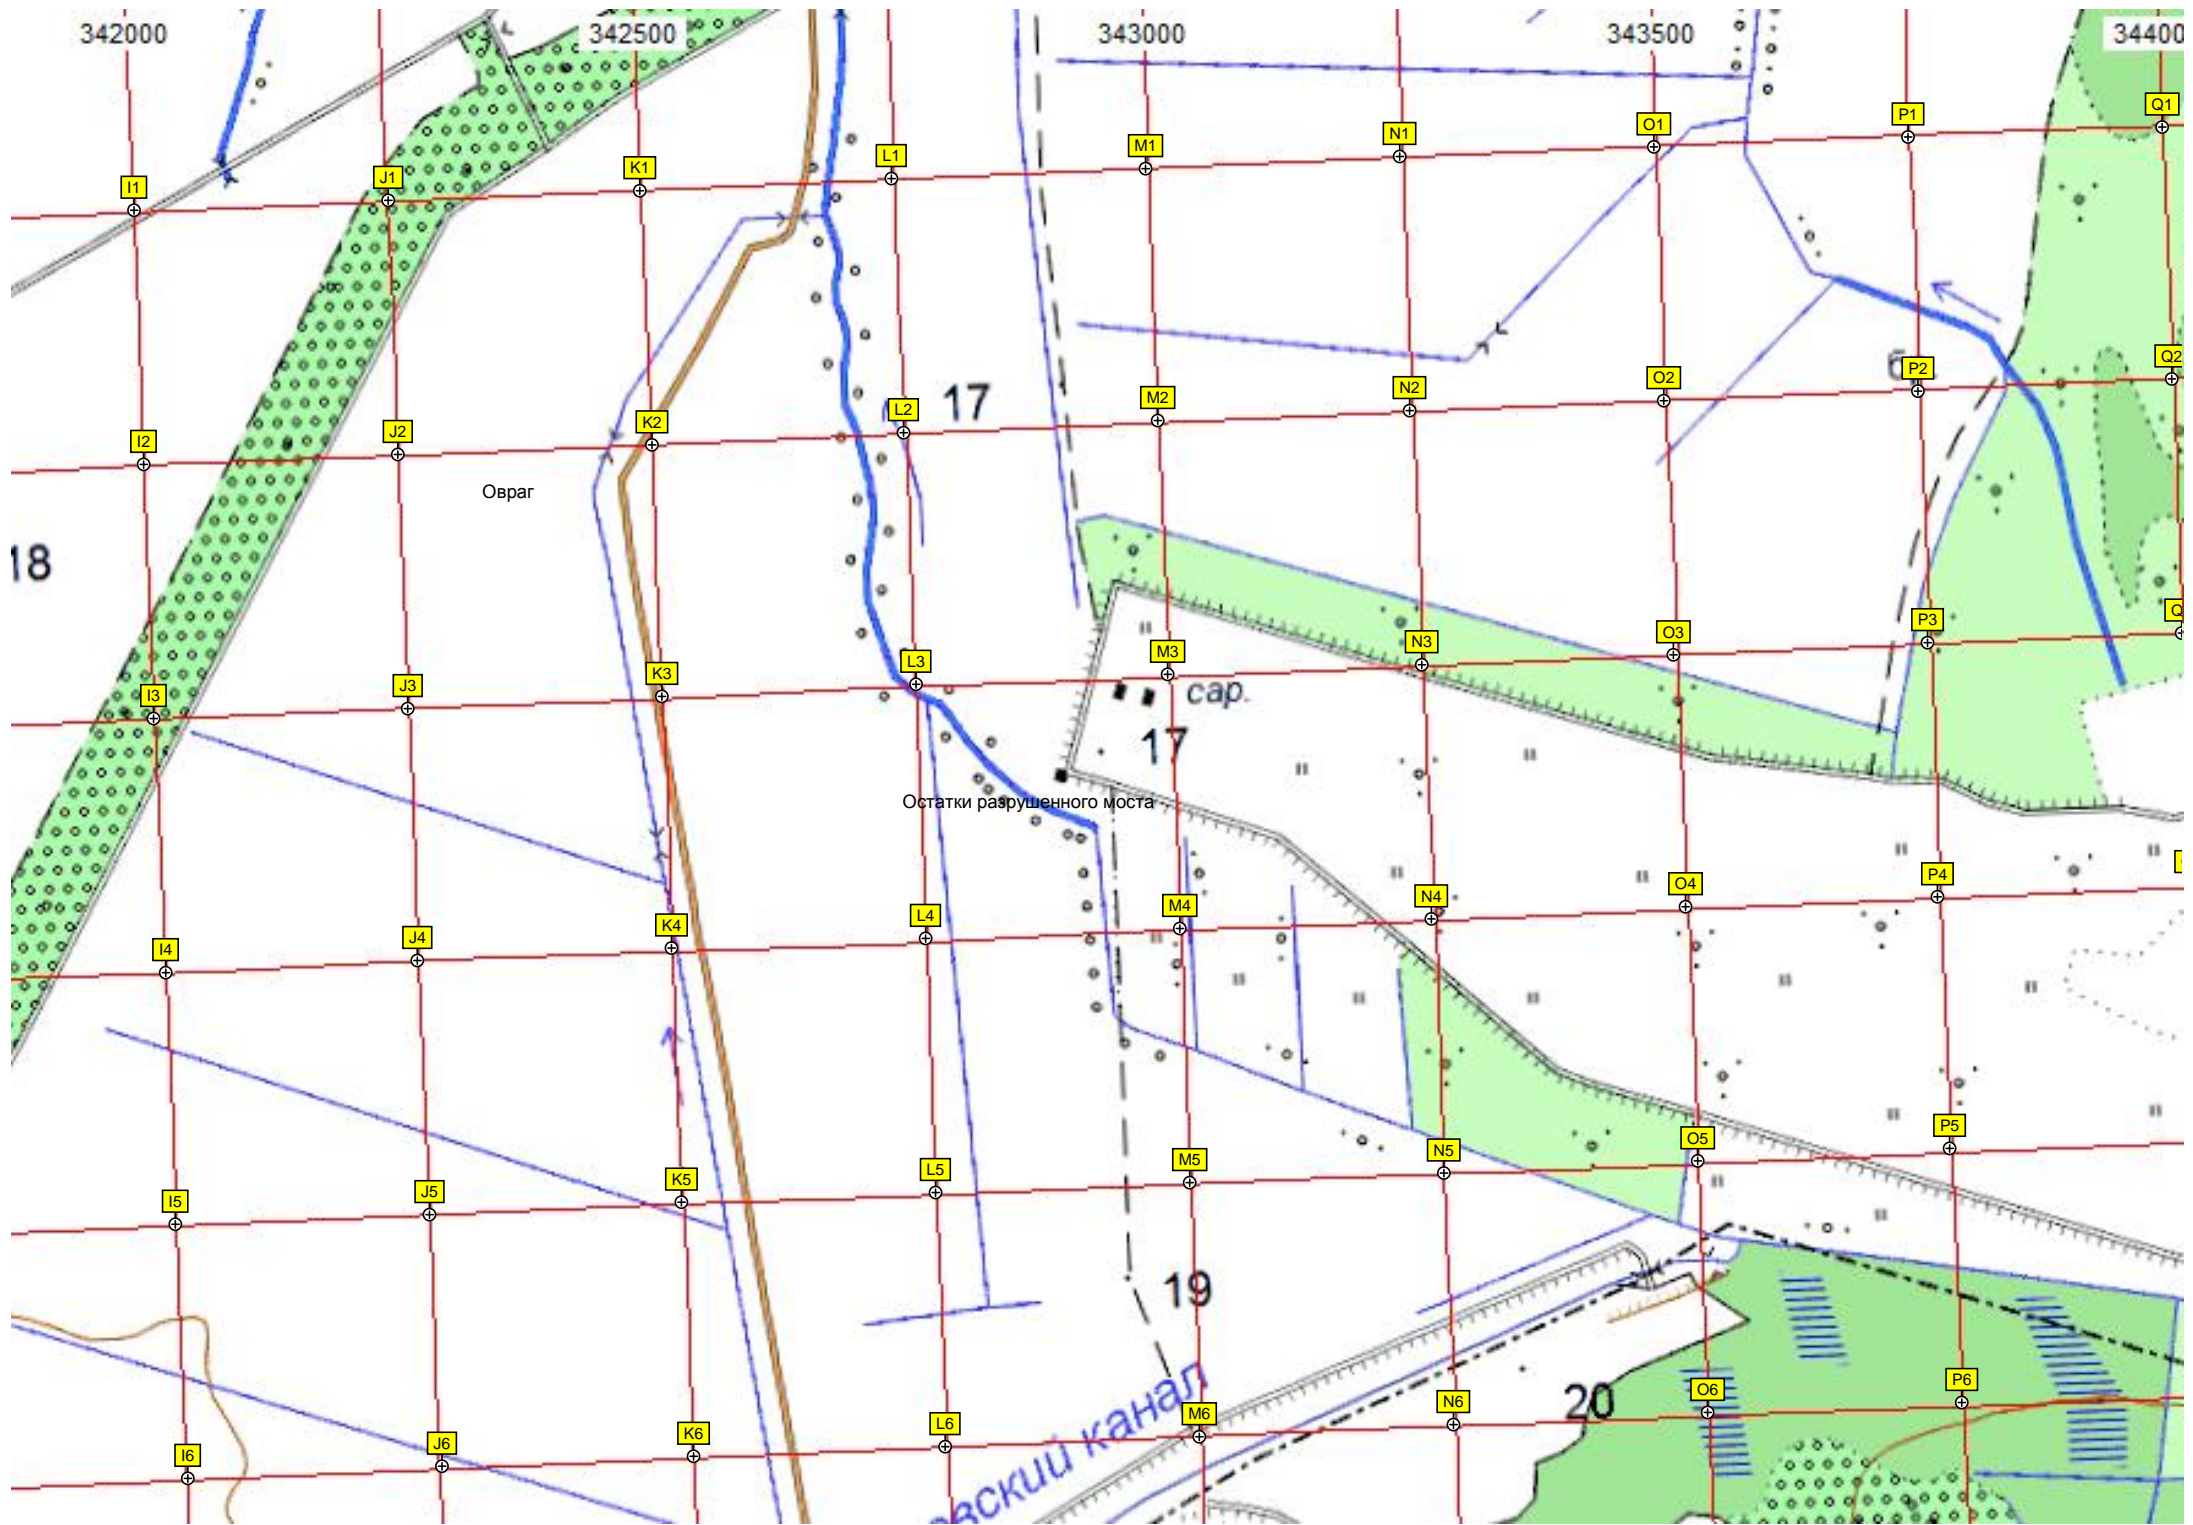 342000 342500 343000 343500 34400
I1 J1 K1 L1 M1 N1 O1 P1 Q1
I2 J2 K2 L2 17 M2 N2 O2 P2 Q2
Овраг
18
I3 J3 K3 L3 M3 N3 O3 P3 Q
сар.
17
Остатки разрушенного моста
I4 J4 K4 L4 M4 N4 O4 P4
I5 J5 K5 L5 M5 N5 O5 P5
19
вский канал
20
I6 J6 K6 L6 M6 N6 O6 P6